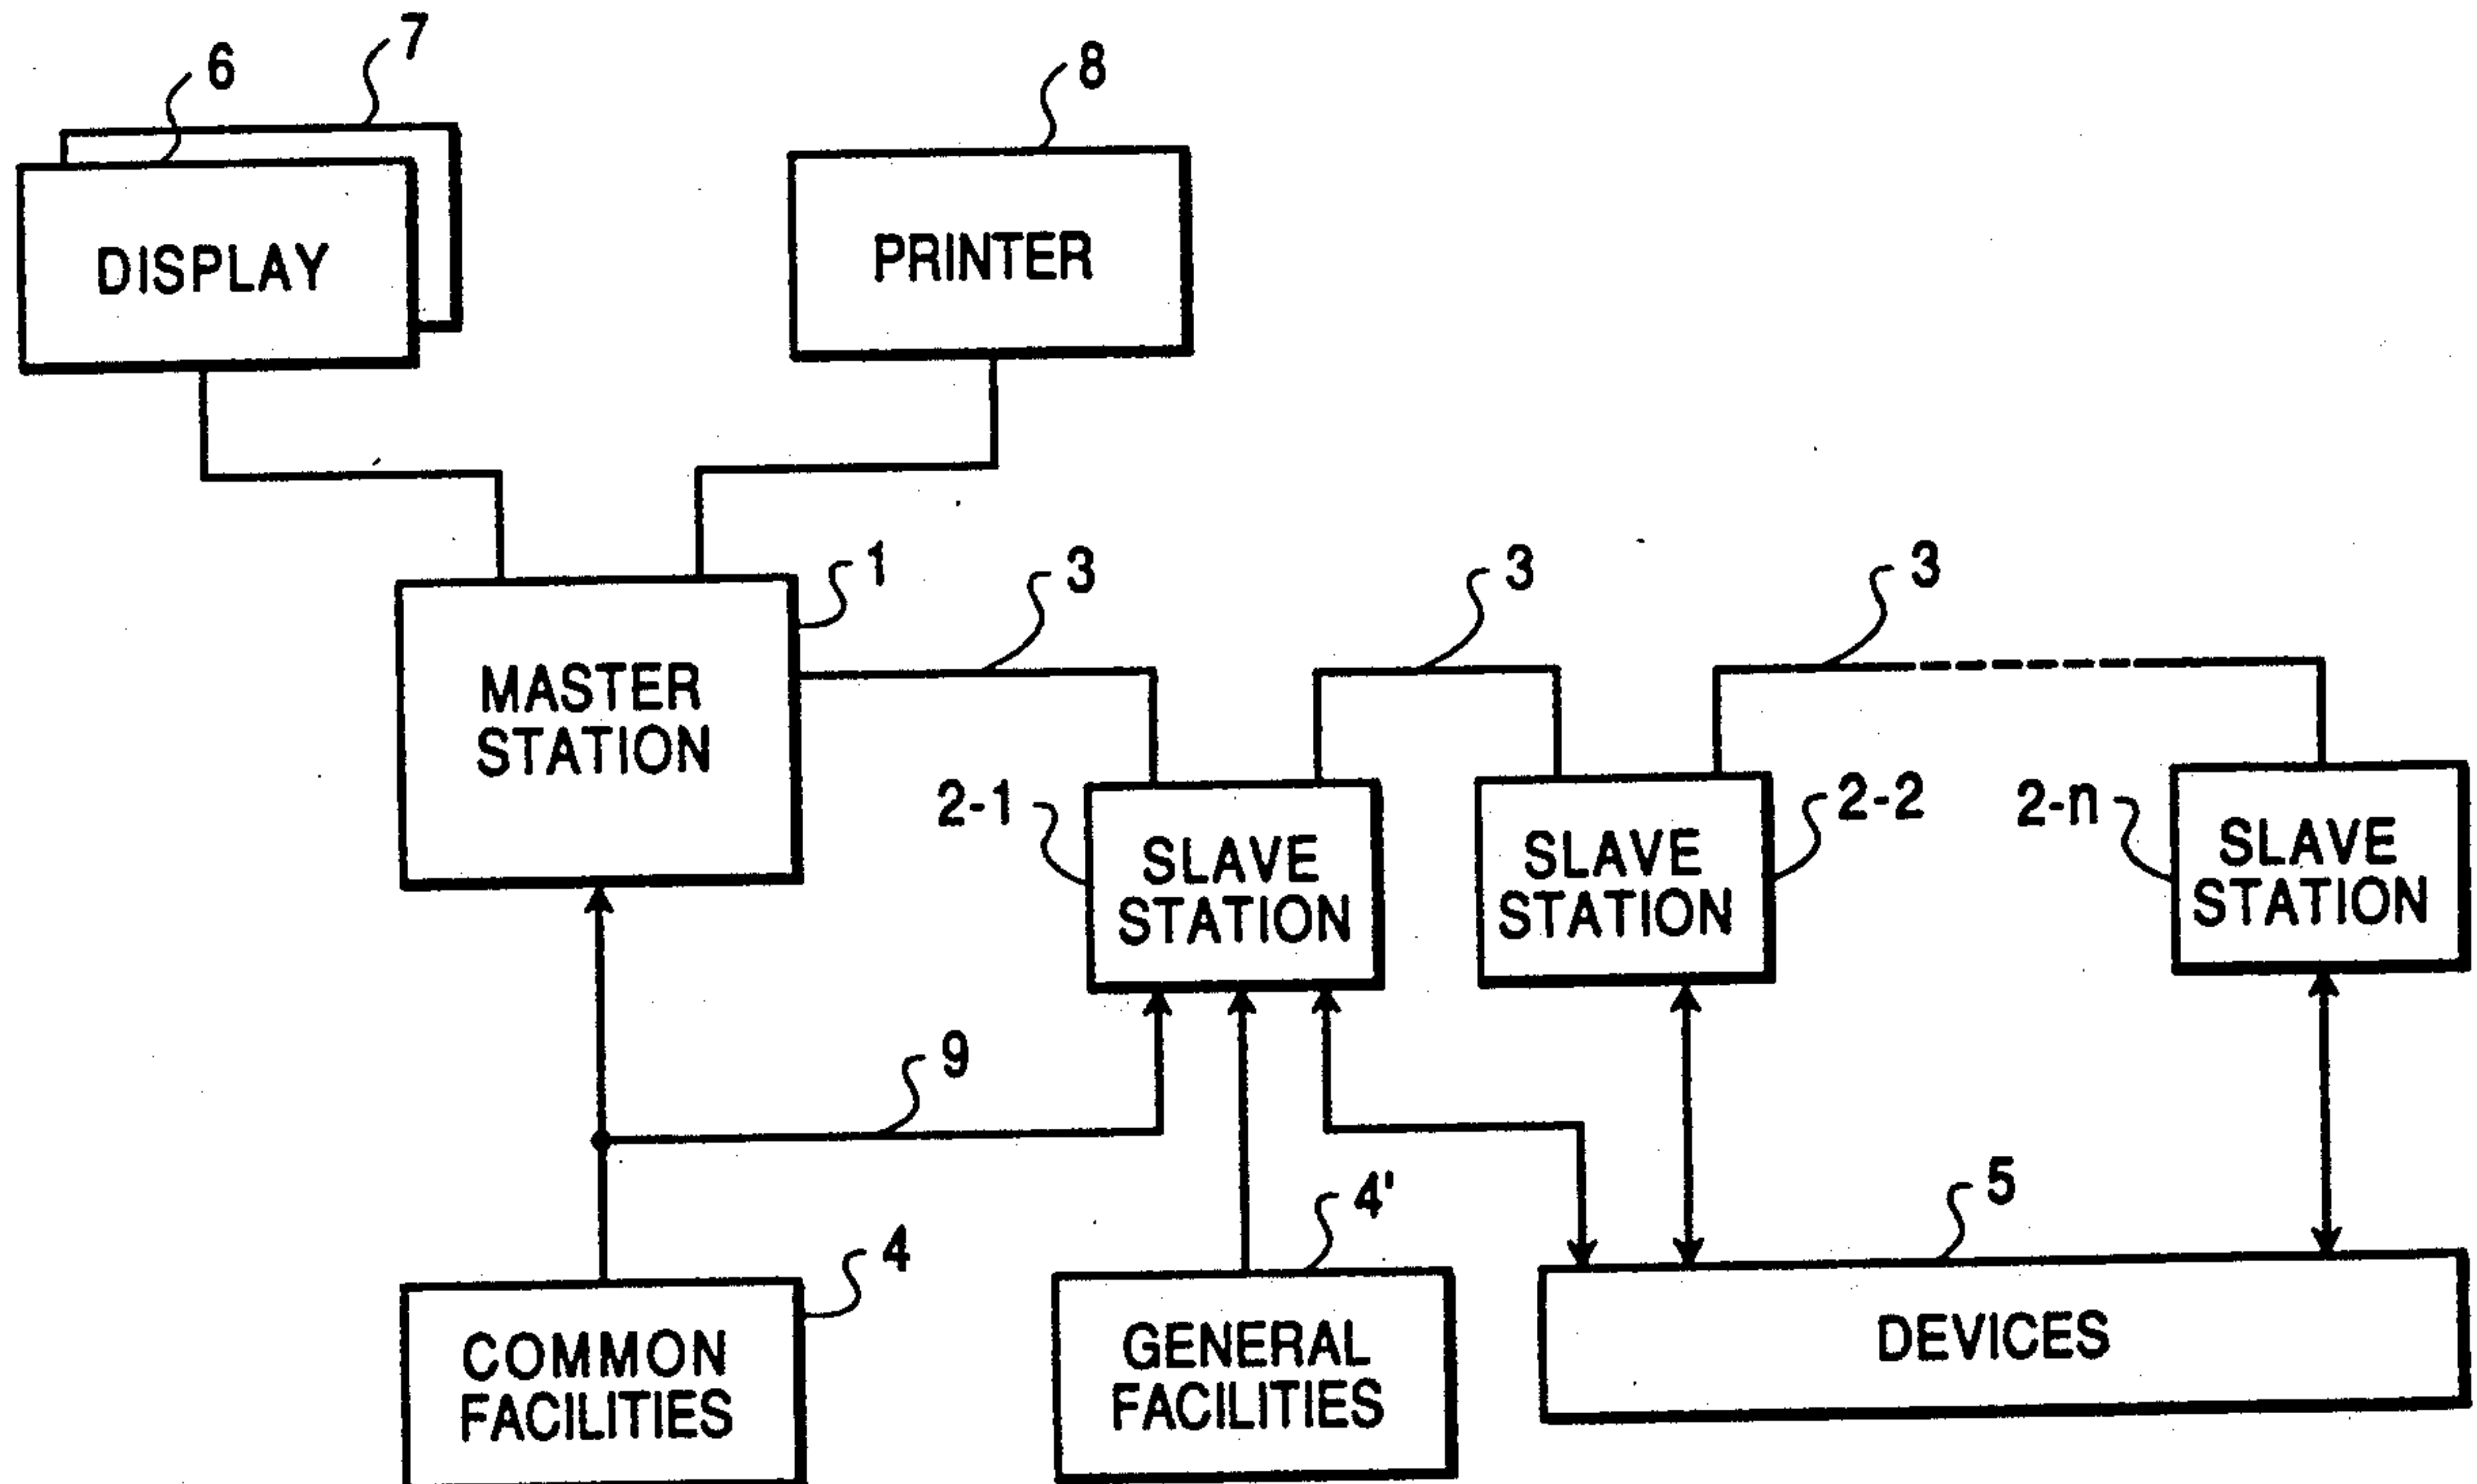 7
6
8
DISPLAY
PRINTER
1
3
3
3
MASTER
STATION
2-1
2-2
2-n
SLAVE
STATION
SLAVE
STATION
SLAVE
STATION
9
4
4'
5
COMMON
FACILITIES
GENERAL
FACILITIES
DEVICES